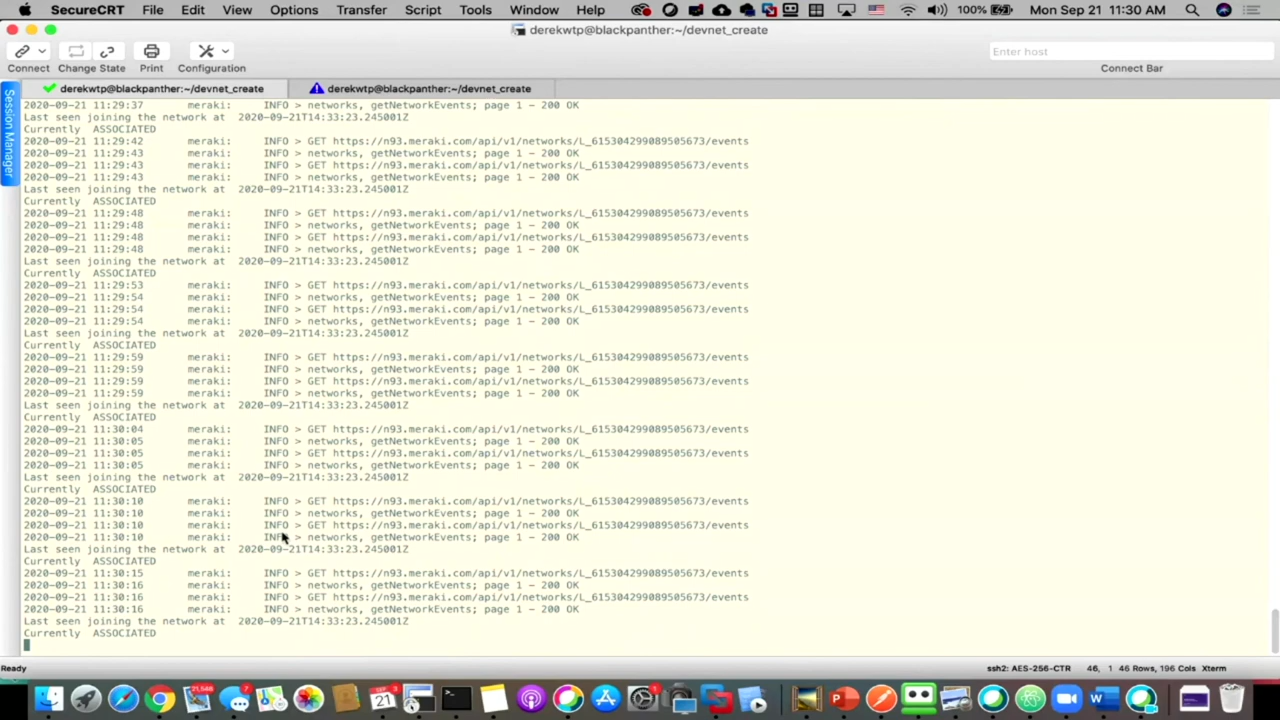 SecureCRT File Edit View Options Transfer Script Tools Window Help 100% Mon Sep 21 11:30 AM
derekwtp@blackpanther:~/devnet_create
Enter host
Connect Change State Print Configuration Connect Bar
derekwtp@blackpanther:~/devnet_create derekwtp@blackpanther:~/devnet_create
Session Manager
2020-09-21 11:29:37 meraki: INFO > networks, getNetworkEvents; page 1 - 200 OK
Last seen joining the network at 2020-09-21T14:33:23.245001Z
Currently ASSOCIATED
2020-09-21 11:29:42 meraki: INFO > GET https://n93.meraki.com/api/v1/networks/L_615304299089505673/events
2020-09-21 11:29:43 meraki: INFO > networks, getNetworkEvents; page 1 - 200 OK
2020-09-21 11:29:43 meraki: INFO > GET https://n93.meraki.com/api/v1/networks/L_615304299089505673/events
2020-09-21 11:29:43 meraki: INFO > networks, getNetworkEvents; page 1 - 200 OK
Last seen joining the network at 2020-09-21T14:33:23.245001Z
Currently ASSOCIATED
2020-09-21 11:29:48 meraki: INFO > GET https://n93.meraki.com/api/v1/networks/L_615304299089505673/events
2020-09-21 11:29:48 meraki: INFO > networks, getNetworkEvents; page 1 - 200 OK
2020-09-21 11:29:48 meraki: INFO > GET https://n93.meraki.com/api/v1/networks/L_615304299089505673/events
2020-09-21 11:29:48 meraki: INFO > networks, getNetworkEvents; page 1 - 200 OK
Last seen joining the network at 2020-09-21T14:33:23.245001Z
Currently ASSOCIATED
2020-09-21 11:29:53 meraki: INFO > GET https://n93.meraki.com/api/v1/networks/L_615304299089505673/events
2020-09-21 11:29:54 meraki: INFO > networks, getNetworkEvents; page 1 - 200 OK
2020-09-21 11:29:54 meraki: INFO > GET https://n93.meraki.com/api/v1/networks/L_615304299089505673/events
2020-09-21 11:29:54 meraki: INFO > networks, getNetworkEvents; page 1 - 200 OK
Last seen joining the network at 2020-09-21T14:33:23.245001Z
Currently ASSOCIATED
2020-09-21 11:29:59 meraki: INFO > GET https://n93.meraki.com/api/v1/networks/L_615304299089505673/events
2020-09-21 11:29:59 meraki: INFO > networks, getNetworkEvents; page 1 - 200 OK
2020-09-21 11:29:59 meraki: INFO > GET https://n93.meraki.com/api/v1/networks/L_615304299089505673/events
2020-09-21 11:29:59 meraki: INFO > networks, getNetworkEvents; page 1 - 200 OK
Last seen joining the network at 2020-09-21T14:33:23.245001Z
Currently ASSOCIATED
2020-09-21 11:30:04 meraki: INFO > GET https://n93.meraki.com/api/v1/networks/L_615304299089505673/events
2020-09-21 11:30:05 meraki: INFO > networks, getNetworkEvents; page 1 - 200 OK
2020-09-21 11:30:05 meraki: INFO > GET https://n93.meraki.com/api/v1/networks/L_615304299089505673/events
2020-09-21 11:30:05 meraki: INFO > networks, getNetworkEvents; page 1 - 200 OK
Last seen joining the network at 2020-09-21T14:33:23.245001Z
Currently ASSOCIATED
2020-09-21 11:30:10 meraki: INFO > GET https://n93.meraki.com/api/v1/networks/L_615304299089505673/events
2020-09-21 11:30:10 meraki: INFO > networks, getNetworkEvents; page 1 - 200 OK
2020-09-21 11:30:10 meraki: INFO > GET https://n93.meraki.com/api/v1/networks/L_615304299089505673/events
2020-09-21 11:30:10 meraki: INFO > networks, getNetworkEvents; page 1 - 200 OK
Last seen joining the network at 2020-09-21T14:33:23.245001Z
Currently ASSOCIATED
2020-09-21 11:30:15 meraki: INFO > GET https://n93.meraki.com/api/v1/networks/L_615304299089505673/events
2020-09-21 11:30:16 meraki: INFO > networks, getNetworkEvents; page 1 - 200 OK
2020-09-21 11:30:16 meraki: INFO > GET https://n93.meraki.com/api/v1/networks/L_615304299089505673/events
2020-09-21 11:30:16 meraki: INFO > networks, getNetworkEvents; page 1 - 200 OK
Last seen joining the network at 2020-09-21T14:33:23.245001Z
Currently ASSOCIATED
Ready ssh2: AES-256-CTR 46, 1 46 Rows, 196 Cols Xterm